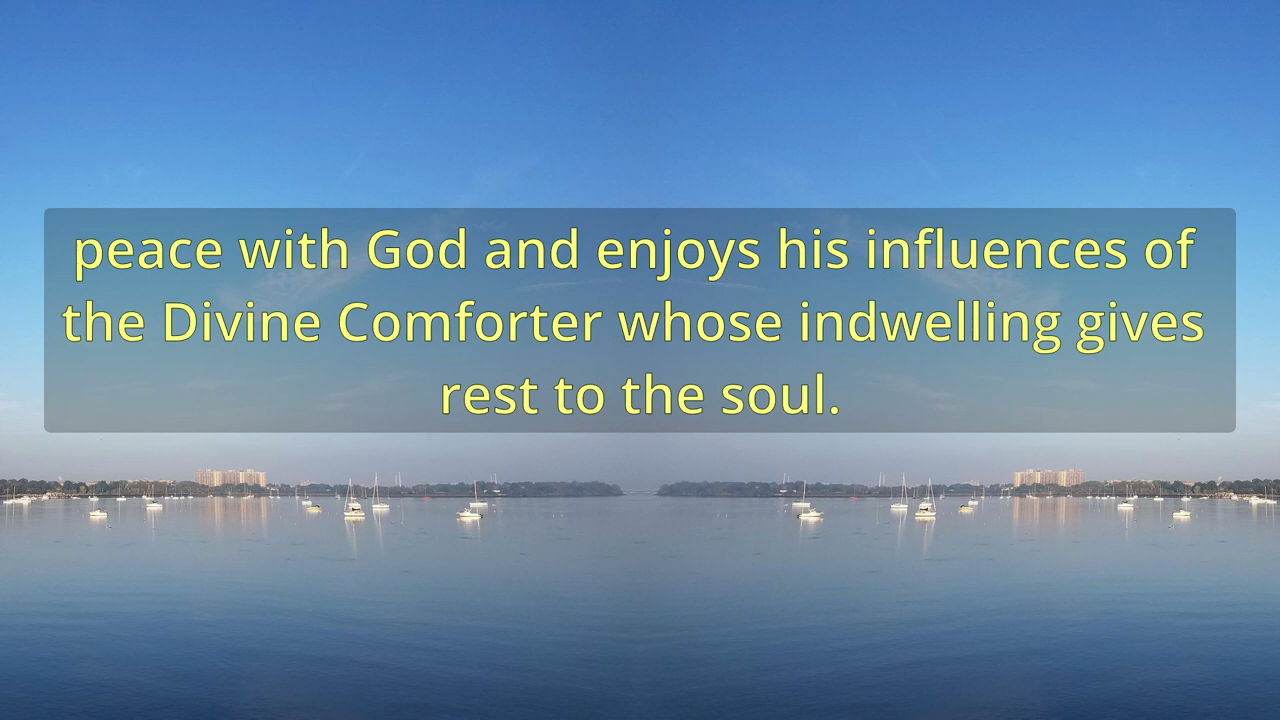 peace with God and enjoys his influences of
the Divine Comforter whose indwelling gives
rest to the soul.